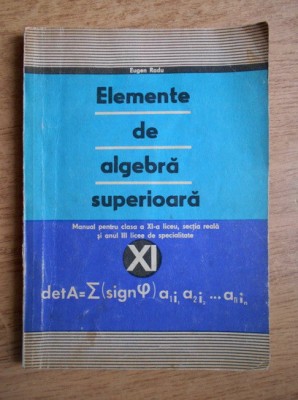 Eugen Radu
Elemente
de
algebră
superioară
Manual pentru clasa a XI-a liceu, secția reală
și anul III licee de specialitate
XI
detA=Σ(signφ) a₁ᵢ₁ a₂ᵢ₂ ... aₙᵢₙ